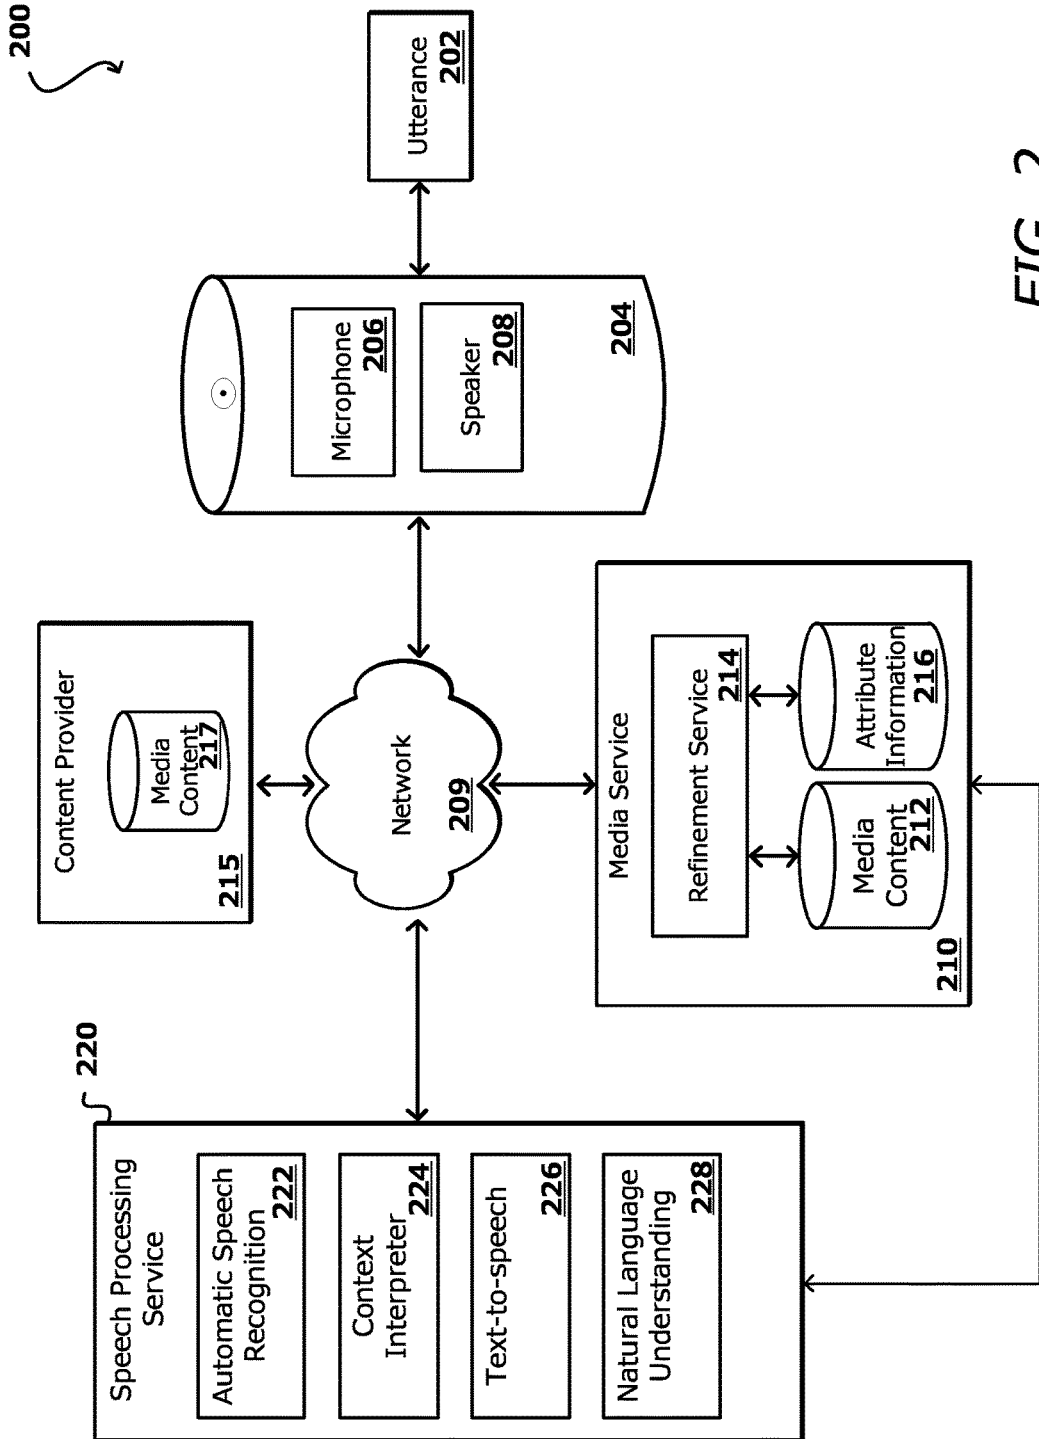 200
220
Speech Processing
Service
Automatic Speech
Recognition
222
Context
Interpreter
224
Text-to-speech
226
Natural Language
Understanding
228
Content Provider
Media
Content
217
215
Network
209
Media Service
Refinement Service
214
Media
Content
212
Attribute
Information
216
210
Microphone
206
Speaker
208
204
Utterance
202
FIG. 2